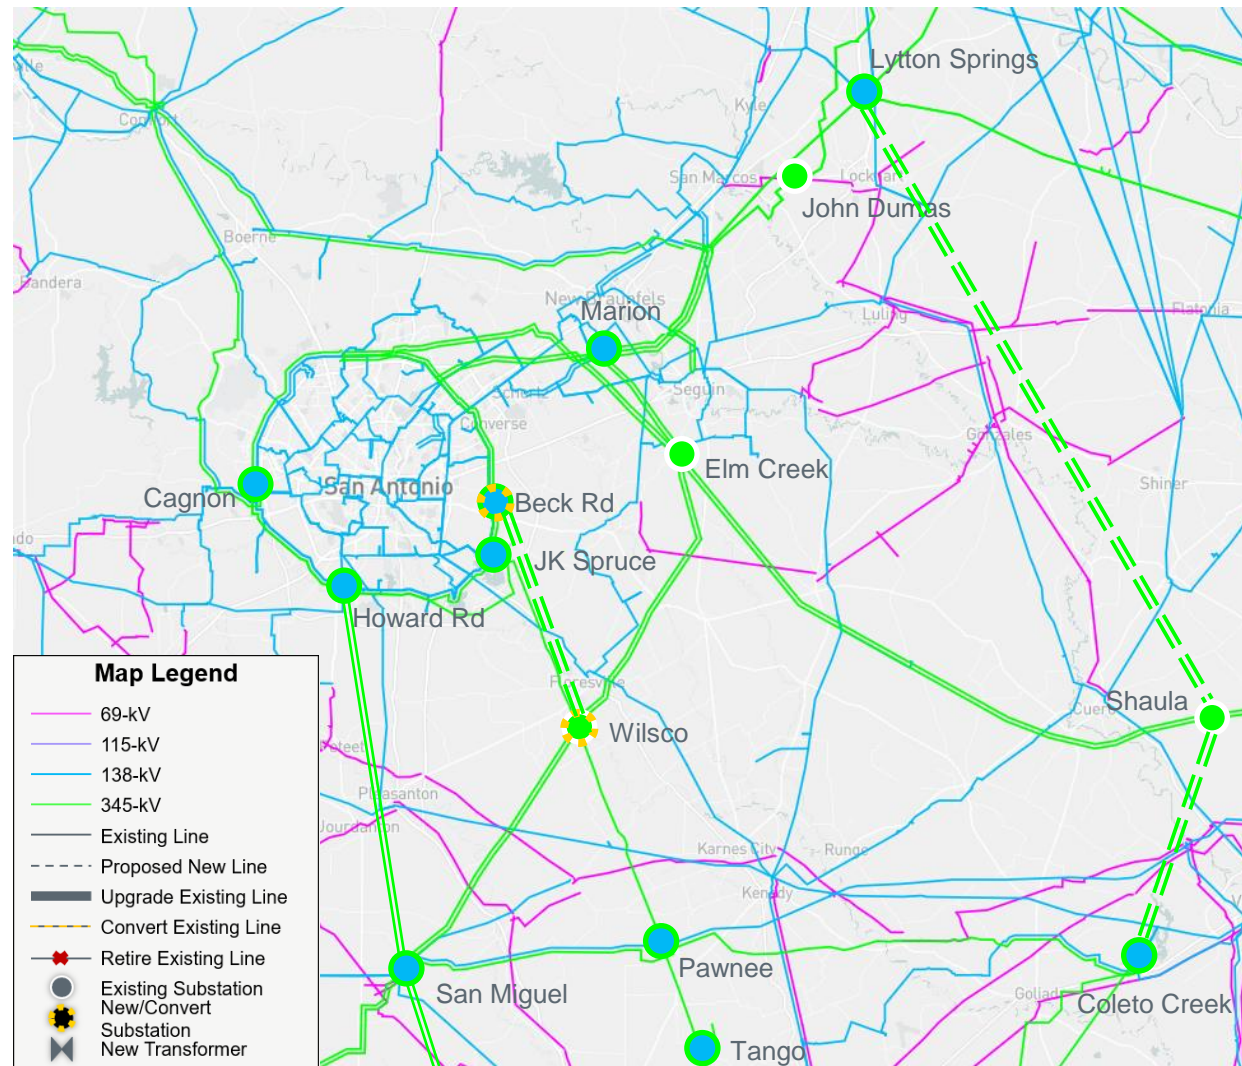 Lytton Springs
ville
Kyle
Comfort
San Marcos
Lockhart
John Dumas
Boerne
Bandera
New Braunfels
Marion
Luling
Flatonia
Schertz
Seguin
Converse
Gonzales
Elm Creek
Shiner
Cagnon
San Antonio
Beck Rd
JK Spruce
Howard Rd
Floresville
Shaula
Cuero
Wilsco
Map Legend
69-kV
115-kV
138-kV
345-kV
Existing Line
Proposed New Line
Upgrade Existing Line
Convert Existing Line
Retire Existing Line
Existing Substation
New/Convert
Substation
New Transformer
Poteet
Pleasanton
Jourdanton
Karnes City
Runge
Kenedy
Pawnee
San Miguel
Goliad
Coleto Creek
Tango